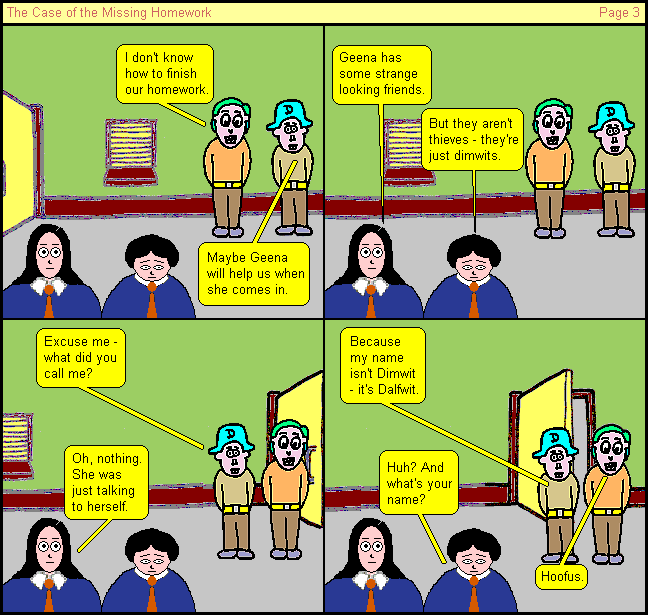 The Case of the Missing Homework
Page 3
I don't know
how to finish
our homework.
D
Maybe Geena
will help us when
she comes in.
Geena has
some strange
looking friends.
But they aren't
thieves - they're
just dimwits.
D
Excuse me -
what did you
call me?
D
Oh, nothing.
She was
just talking
to herself.
Because
my name
isn't Dimwit
- it's Dalfwit.
D
Huh? And
what's your
name?
Hoofus.